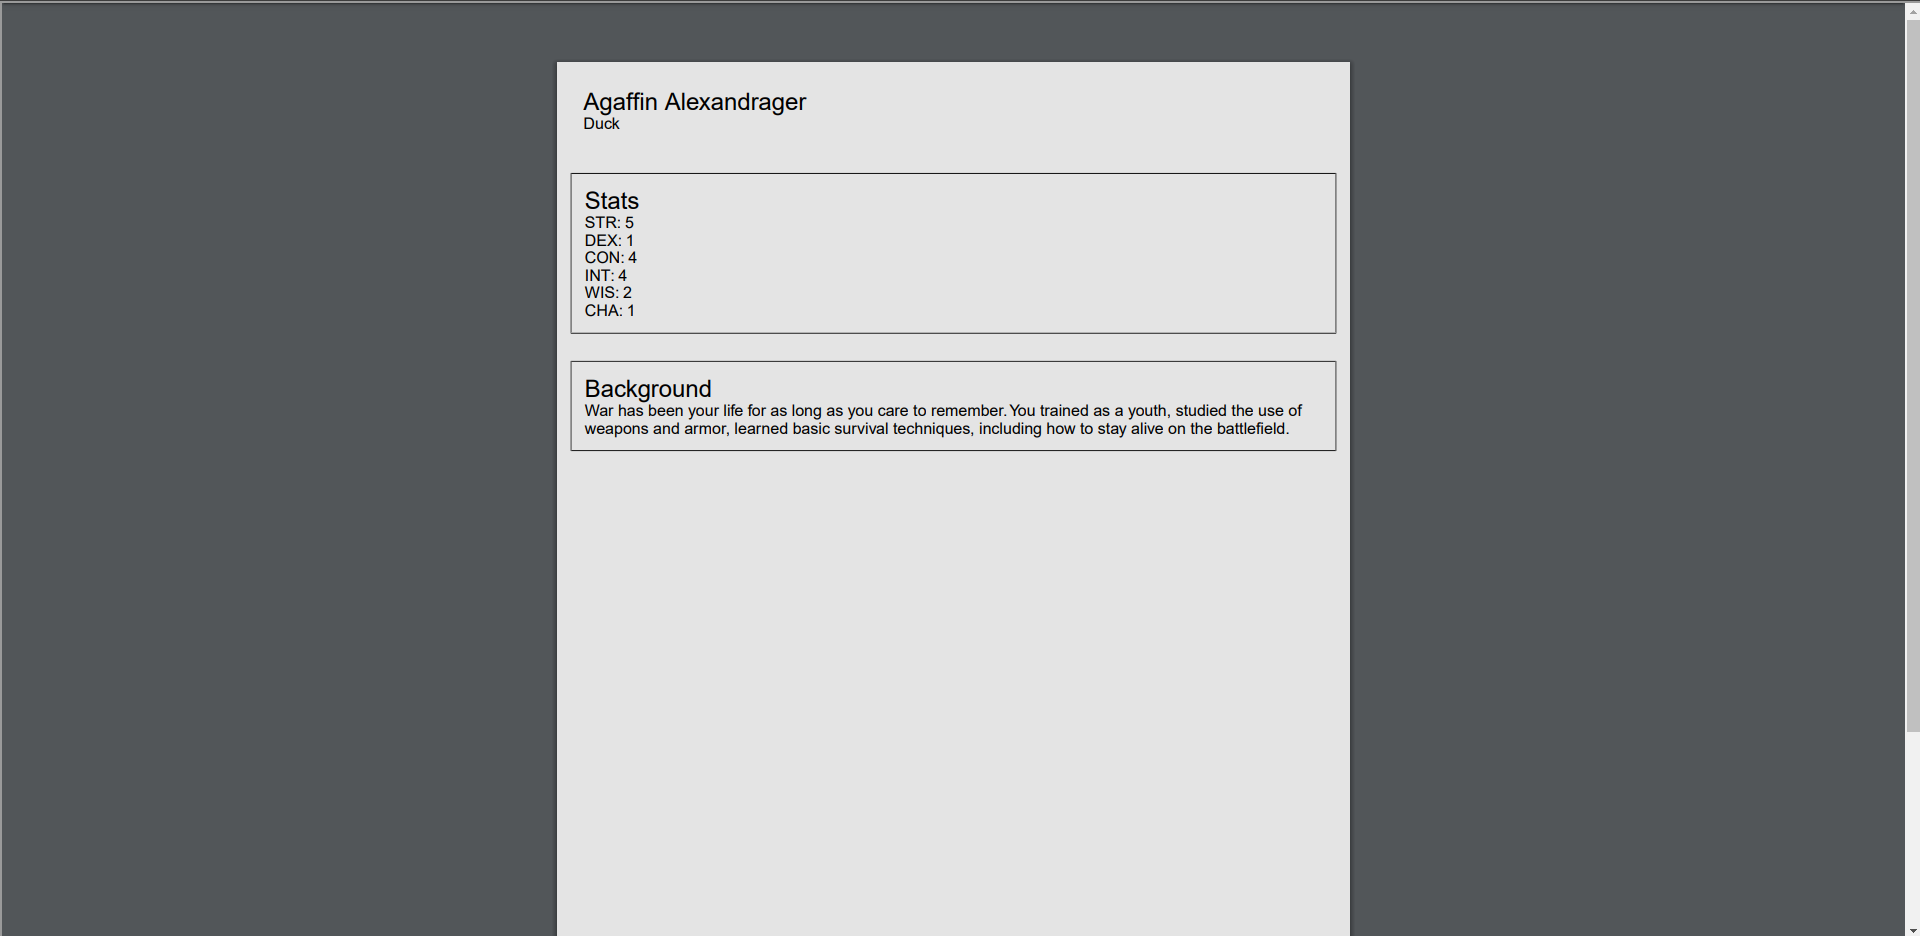 Agaffin Alexandrager
Duck
Stats
STR: 5
DEX: 1
CON: 4
INT: 4
WIS: 2
CHA: 1
Background
War has been your life for as long as you care to remember. You trained as a youth, studied the use of
weapons and armor, learned basic survival techniques, including how to stay alive on the battlefield.